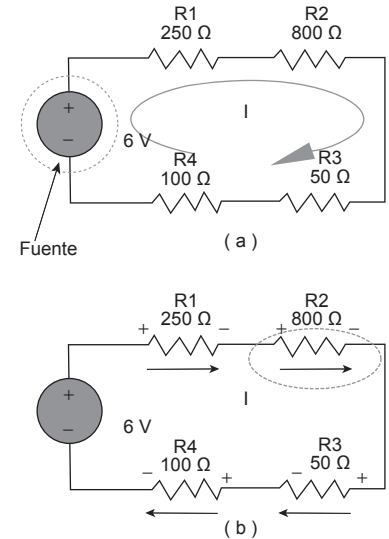 R1 R2
250 Ω 800 Ω
+
−
6 V
I
R4 R3
100 Ω 50 Ω
Fuente
( a )
R1 R2
+ 250 Ω − + 800 Ω −
+
−
6 V
I
R4 R3
− 100 Ω + − 50 Ω +
( b )